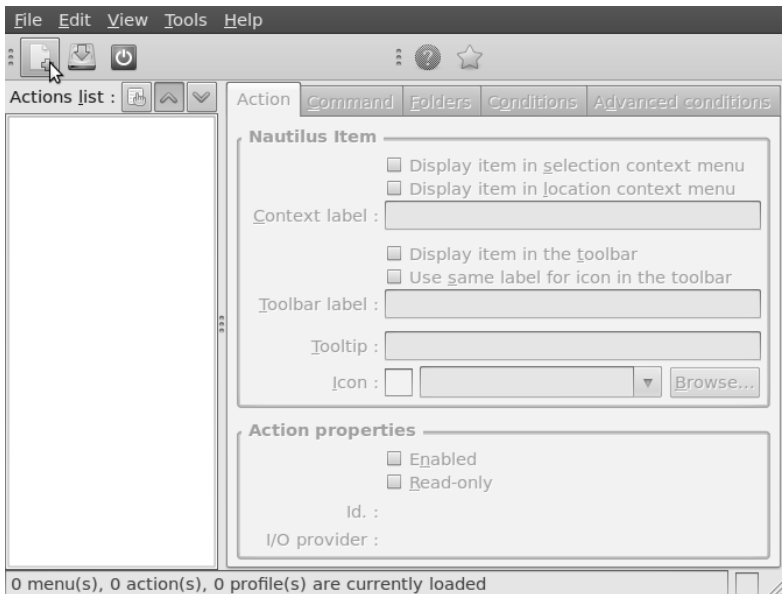 File Edit View Tools Help
Actions list :
Action Command Folders Conditions Advanced conditions
Nautilus Item
Display item in selection context menu
Display item in location context menu
Context label :
Display item in the toolbar
Use same label for icon in the toolbar
Toolbar label :
Tooltip :
Icon :
Browse...
Action properties
Enabled
Read-only
Id. :
I/O provider :
0 menu(s), 0 action(s), 0 profile(s) are currently loaded